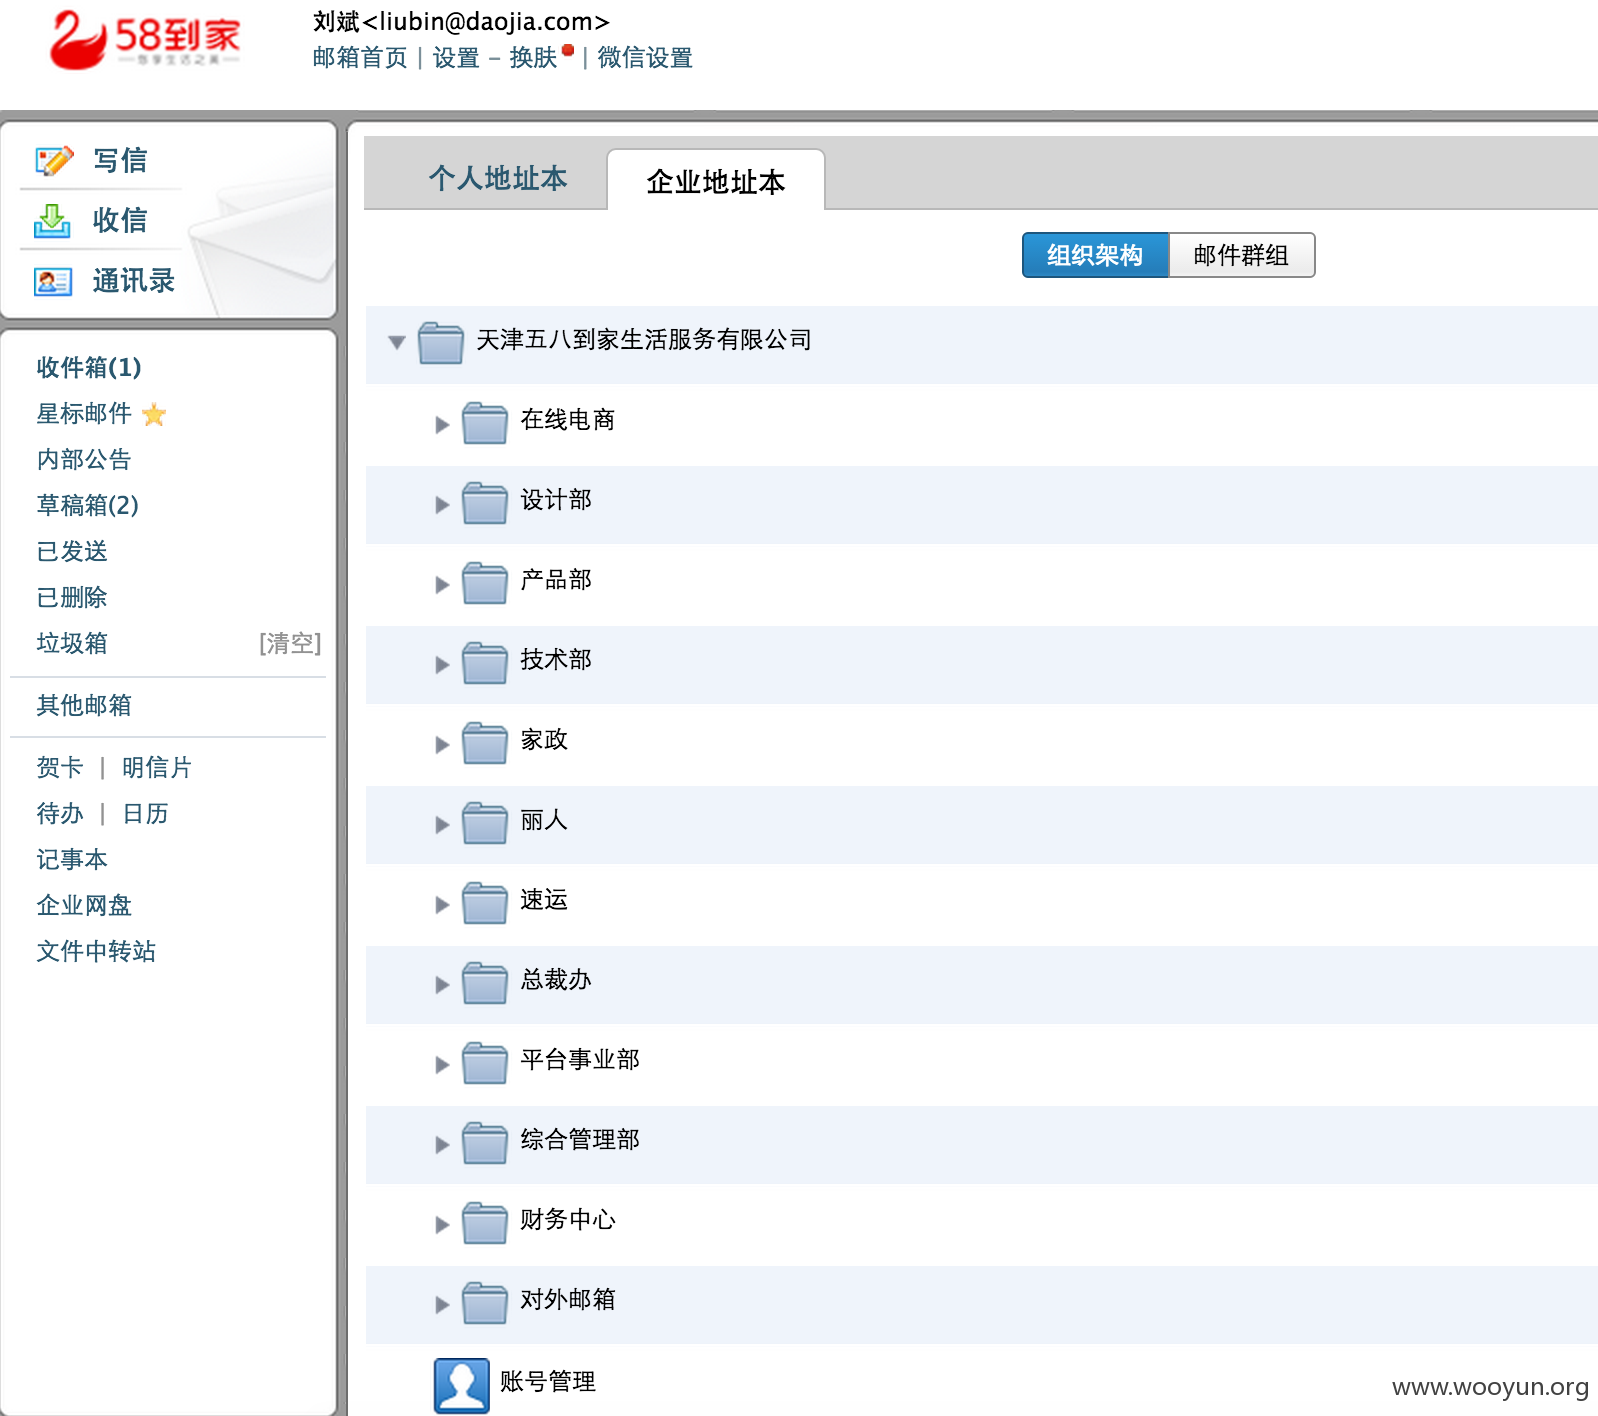 58到家
刘斌<liubin@daojia.com>
邮箱首页 | 设置 - 换肤 | 微信设置
写信
收信
通讯录
收件箱(1)
星标邮件
内部公告
草稿箱(2)
已发送
已删除
垃圾箱 [清空]
其他邮箱
贺卡 | 明信片
待办 | 日历
记事本
企业网盘
文件中转站
个人地址本 企业地址本
组织架构 邮件群组
天津五八到家生活服务有限公司
在线电商
设计部
产品部
技术部
家政
丽人
速运
总裁办
平台事业部
综合管理部
财务中心
对外邮箱
账号管理
www.wooyun.org